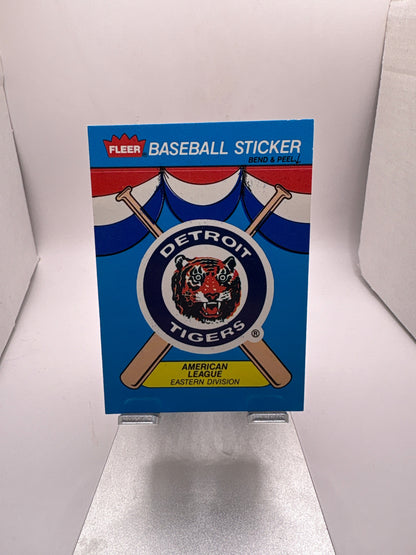 FLEER BASEBALL STICKER
BEND & PEEL
DETROIT
TIGERS
®
AMERICAN
LEAGUE
EASTERN DIVISION